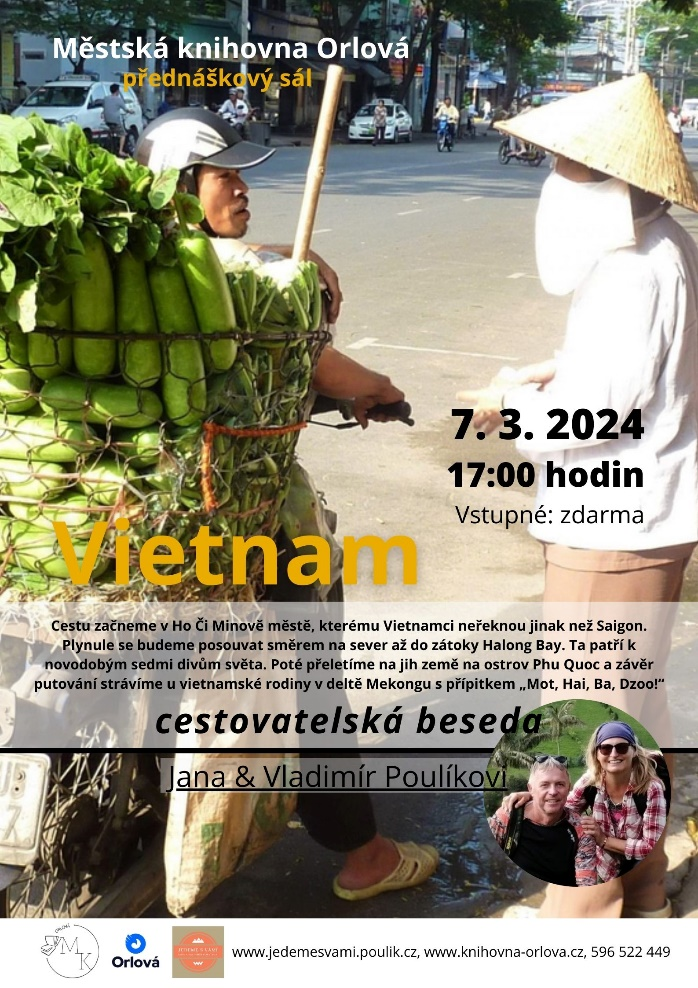 Městská knihovna Orlová
přednáškový sál
7. 3. 2024
17:00 hodin
Vstupné: zdarma
Vietnam
Cestu začneme v Ho Či Minově městě, kterému Vietnamci neřeknou jinak než Saigon.
Plynule se budeme posouvat směrem na sever až do zátoky Halong Bay. Ta patří k
novodobým sedmi divům světa. Poté přeletíme na jih země na ostrov Phu Quoc a závěr
putování strávíme u vietnamské rodiny v deltě Mekongu s přípitkem „Mot, Hai, Ba, Dzoo!“
cestovatelská beseda
Jana & Vladimír Poulíkovi
MK
Orlová
JEDEME S VÁMI
www.jedemesvami.poulik.cz, www.knihovna-orlova.cz, 596 522 449